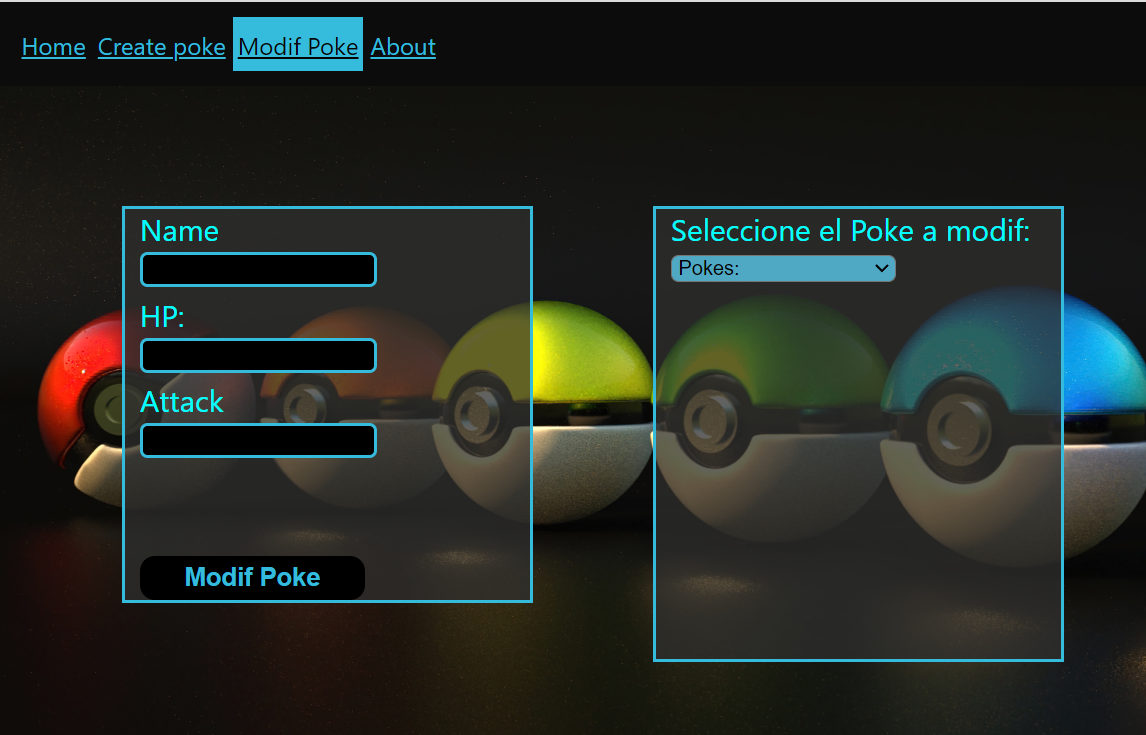 Home Create poke Modif Poke About
Name
HP:
Attack
Modif Poke
Seleccione el Poke a modif:
Pokes: